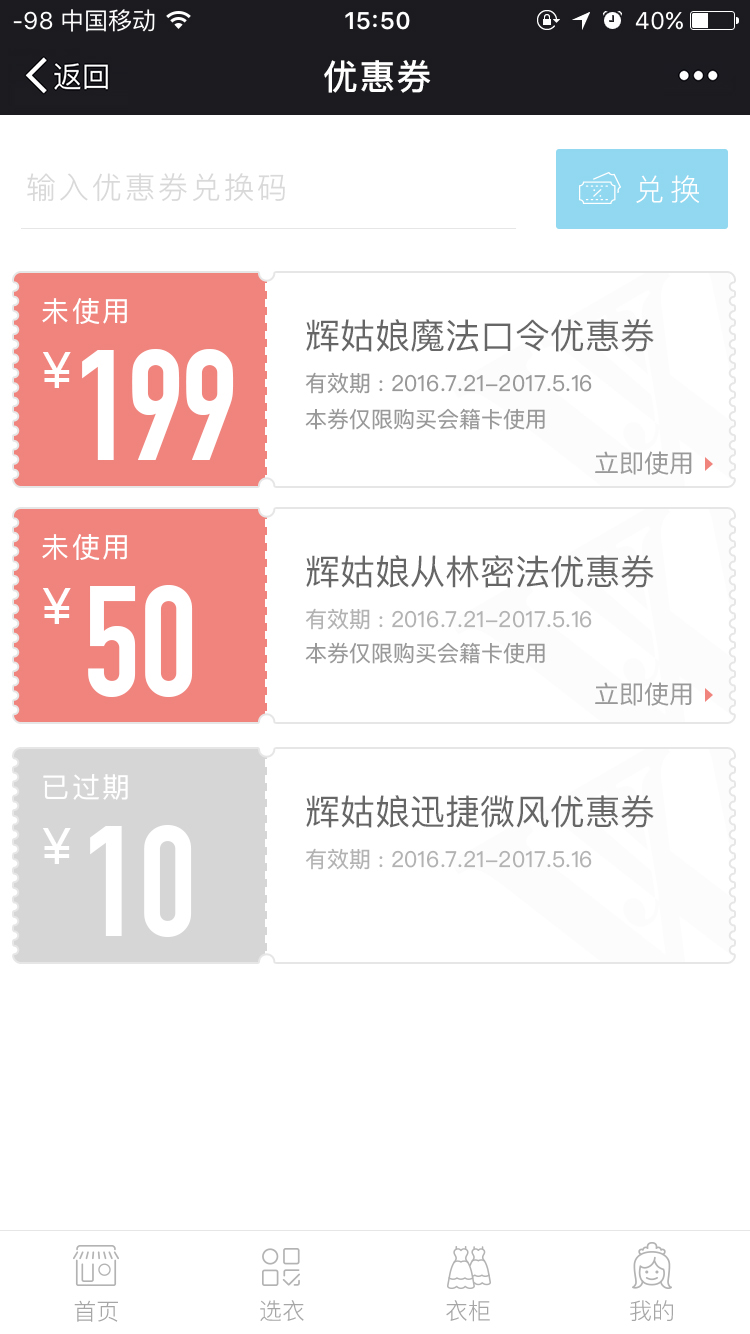 -98 中国移动 15:50 40%
返回 优惠券
输入优惠券兑换码 兑换
未使用
¥199
辉姑娘魔法口令优惠券
有效期：2016.7.21-2017.5.16
本券仅限购买会籍卡使用
立即使用
未使用
¥50
辉姑娘从林密法优惠券
有效期：2016.7.21-2017.5.16
本券仅限购买会籍卡使用
立即使用
已过期
¥10
辉姑娘迅捷微风优惠券
有效期：2016.7.21-2017.5.16
首页 选衣 衣柜 我的